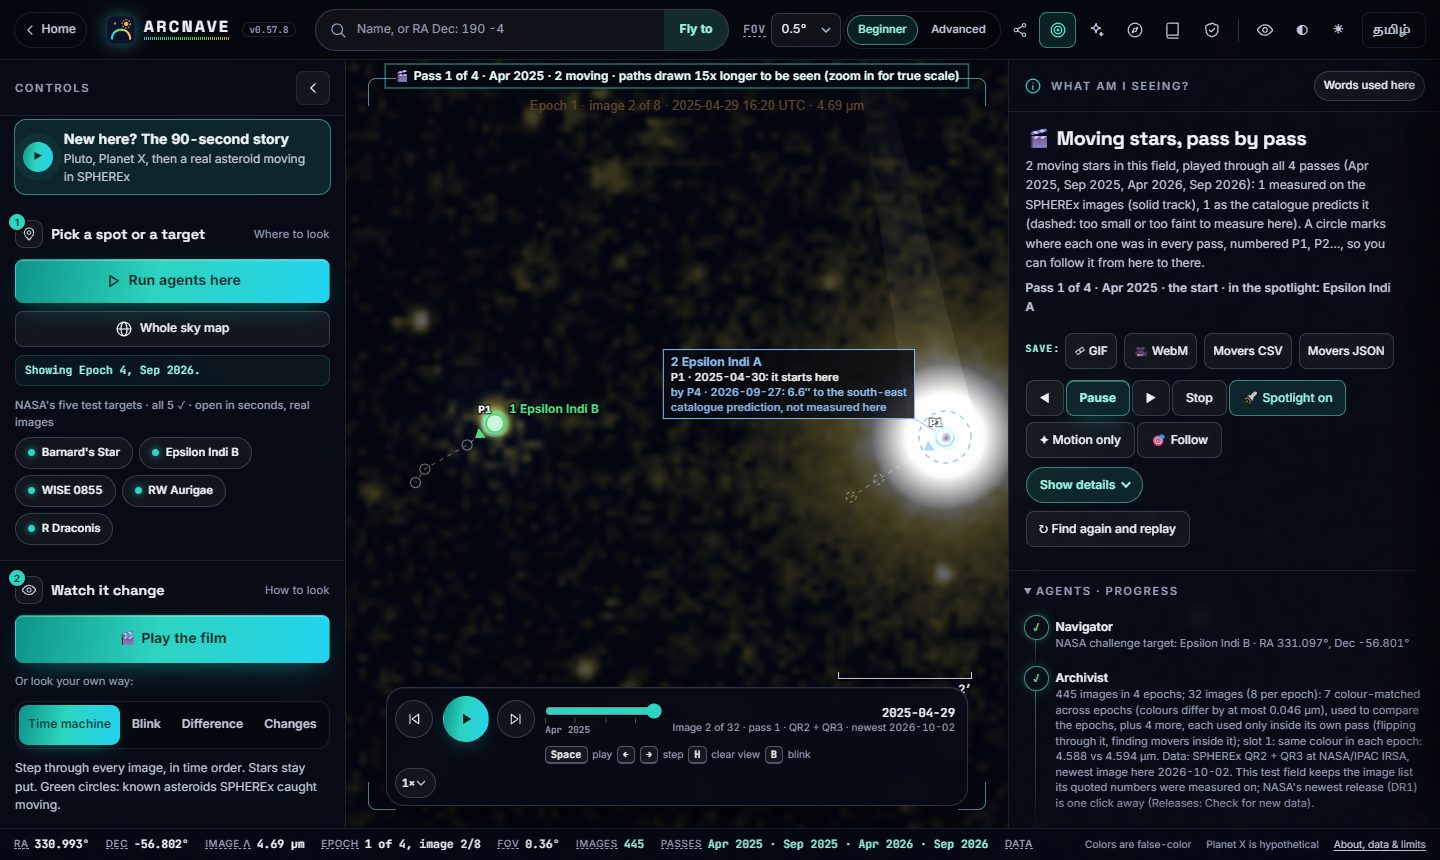 Home
ARCNAVE
v0.57.8
Name, or RA Dec: 190 -4
Fly to
FOV
0.5°
Beginner
Advanced
தமிழ்
CONTROLS
New here? The 90-second story
Pluto, Planet X, then a real asteroid moving
in SPHEREx
1
Pick a spot or a target
Where to look
Run agents here
Whole sky map
Showing Epoch 4, Sep 2026.
NASA's five test targets · all 5 ✓ · open in seconds, real
images
Barnard's Star
Epsilon Indi B
WISE 0855
RW Aurigae
R Draconis
2
Watch it change
How to look
Play the film
Or look your own way:
Time machine
Blink
Difference
Changes
Step through every image, in time order. Stars stay
put. Green circles: known asteroids SPHEREx caught
moving.
Pass 1 of 4 · Apr 2025 · 2 moving · paths drawn 15x longer to be seen (zoom in for true scale)
Epoch 1 · image 2 of 8 · 2025-04-29 16:20 UTC · 4.69 µm
2 Epsilon Indi A
P1 · 2025-04-30: it starts here
by P4 · 2026-09-27: 6.6″ to the south-east
catalogue prediction, not measured here
P1
1 Epsilon Indi B
P1
2′
Apr 2025
2025-04-29
Image 2 of 32 · pass 1 · QR2 + QR3 · newest 2026-10-02
Space play ← → step H clear view B blink
1×
WHAT AM I SEEING?
Words used here
Moving stars, pass by pass
2 moving stars in this field, played through all 4 passes (Apr
2025, Sep 2025, Apr 2026, Sep 2026): 1 measured on the
SPHEREx images (solid track), 1 as the catalogue predicts it
(dashed: too small or too faint to measure here). A circle marks
where each one was in every pass, numbered P1, P2..., so you
can follow it from here to there.
Pass 1 of 4 · Apr 2025 · the start · in the spotlight: Epsilon Indi
A
SAVE:
GIF
WebM
Movers CSV
Movers JSON
Pause
Stop
Spotlight on
Motion only
Follow
Show details
↻ Find again and replay
AGENTS · PROGRESS
Navigator
NASA challenge target: Epsilon Indi B · RA 331.097°, Dec -56.801°
Archivist
445 images in 4 epochs; 32 images (8 per epoch): 7 colour-matched
across epochs (colours differ by at most 0.046 µm), used to compare
the epochs, plus 4 more, each used only inside its own pass (flipping
through it, finding movers inside it); slot 1: same colour in each epoch:
4.588 vs 4.594 µm. Data: SPHEREx QR2 + QR3 at NASA/IPAC IRSA,
newest image here 2026-10-02. This test field keeps the image list
its quoted numbers were measured on; NASA's newest release (DR1)
is one click away (Releases: Check for new data).
RA 330.993° DEC -56.802° IMAGE Λ 4.69 µm EPOCH 1 of 4, image 2/8 FOV 0.36° IMAGES 445 PASSES Apr 2025 · Sep 2025 · Apr 2026 · Sep 2026 DATA
Colors are false-color
Planet X is hypothetical
About, data & limits